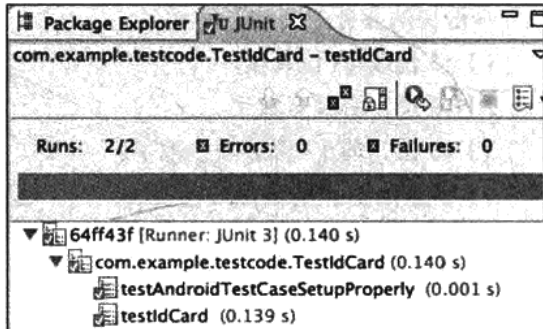 Package Explorer JUnit
com.example.testcode.TestIdCard - testIdCard
Runs: 2/2 Errors: 0 Failures: 0
64ff43f [Runner: JUnit 3] (0.140 s)
com.example.testcode.TestIdCard (0.140 s)
testAndroidTestCaseSetupProperly (0.001 s)
testIdCard (0.139 s)